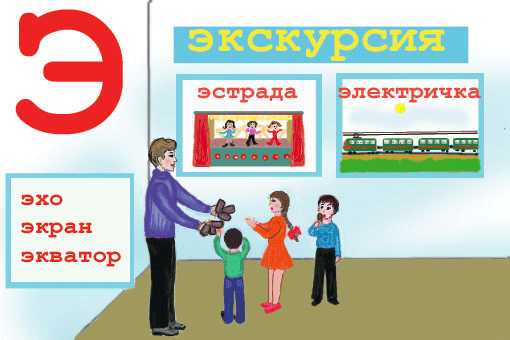 Э
экскурсия
эстрада
электричка
эхо
экран
экватор